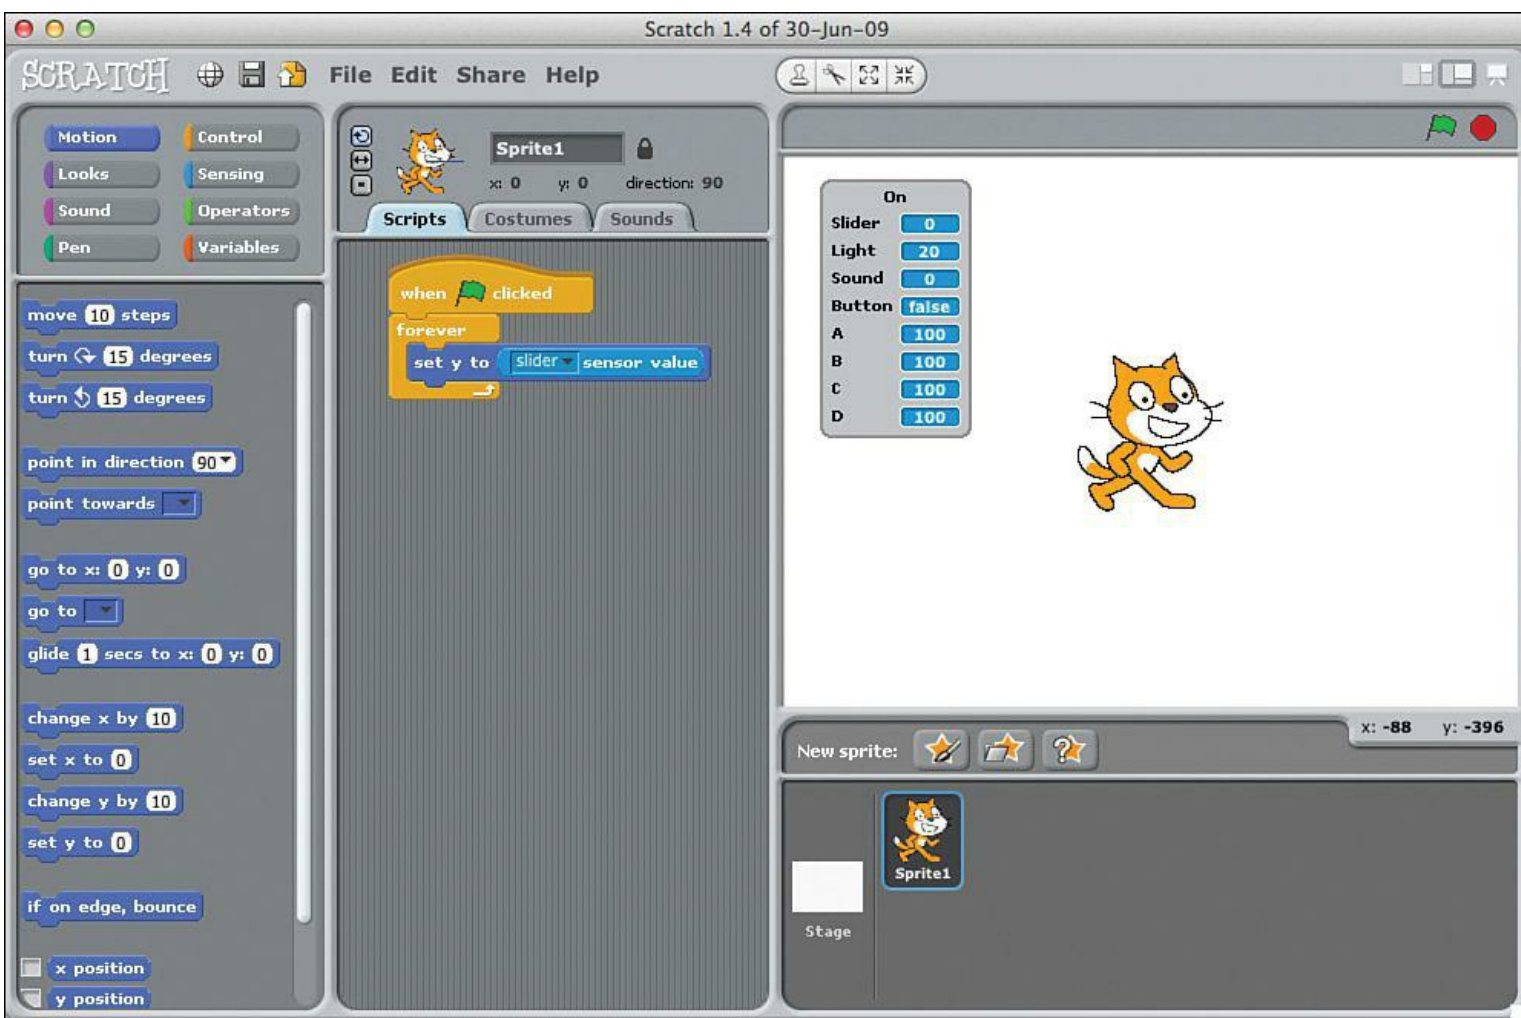 Scratch 1.4 of 30-Jun-09
SCRATCH File Edit Share Help
Motion Control
Looks Sensing
Sound Operators
Pen Variables
move 10 steps
turn 15 degrees
turn 15 degrees
point in direction 90
point towards
go to x: 0 y: 0
go to
glide 1 secs to x: 0 y: 0
change x by 10
set x to 0
change y by 10
set y to 0
if on edge, bounce
x position
y position
Sprite1
x: 0 y: 0 direction: 90
Scripts Costumes Sounds
when clicked
forever
set y to slider sensor value
On
Slider 0
Light 20
Sound 0
Button false
A 100
B 100
C 100
D 100
x: -88 y: -396
New sprite:
Sprite1
Stage